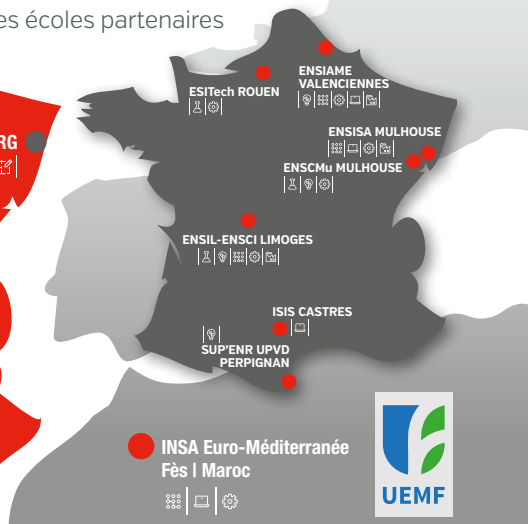 es écoles partenaires
ENSIAME
VALENCIENNES
ESITech ROUEN
ENSISA MULHOUSE
RG
ENSCMu MULHOUSE
ENSIL-ENSCI LIMOGES
ISIS CASTRES
SUP'ENR UPVD
PERPIGNAN
INSA Euro-Méditerranée
Fès | Maroc
UEMF